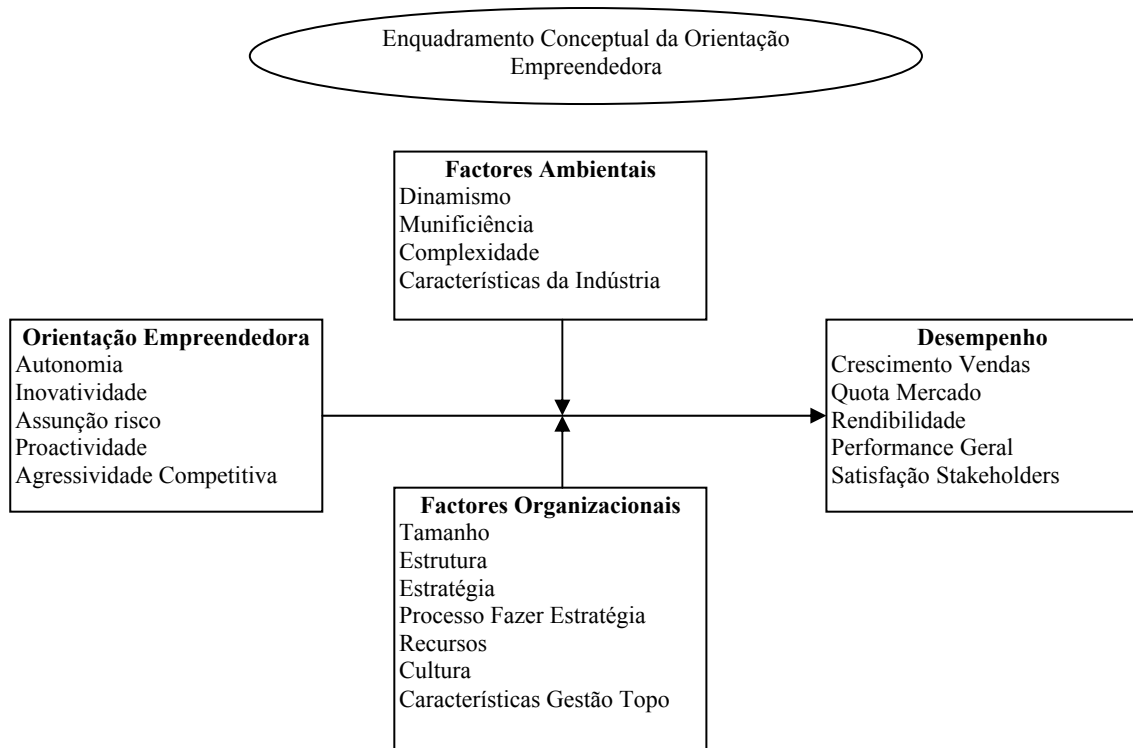 Enquadramento Conceptual da Orientação
Empreendedora
Factores Ambientais
Dinamismo
Munificiência
Complexidade
Característícas da Indústria
Orientação Empreendedora
Autonomia
Inovatividade
Assunção risco
Proactividade
Agressividade Competitiva
Desempenho
Crescimento Vendas
Quota Mercado
Rendibilidade
Performance Geral
Satisfação Stakeholders
Factores Organizacionais
Tamanho
Estrutura
Estratégia
Processo Fazer Estratégia
Recursos
Cultura
Característícas Gestão Topo